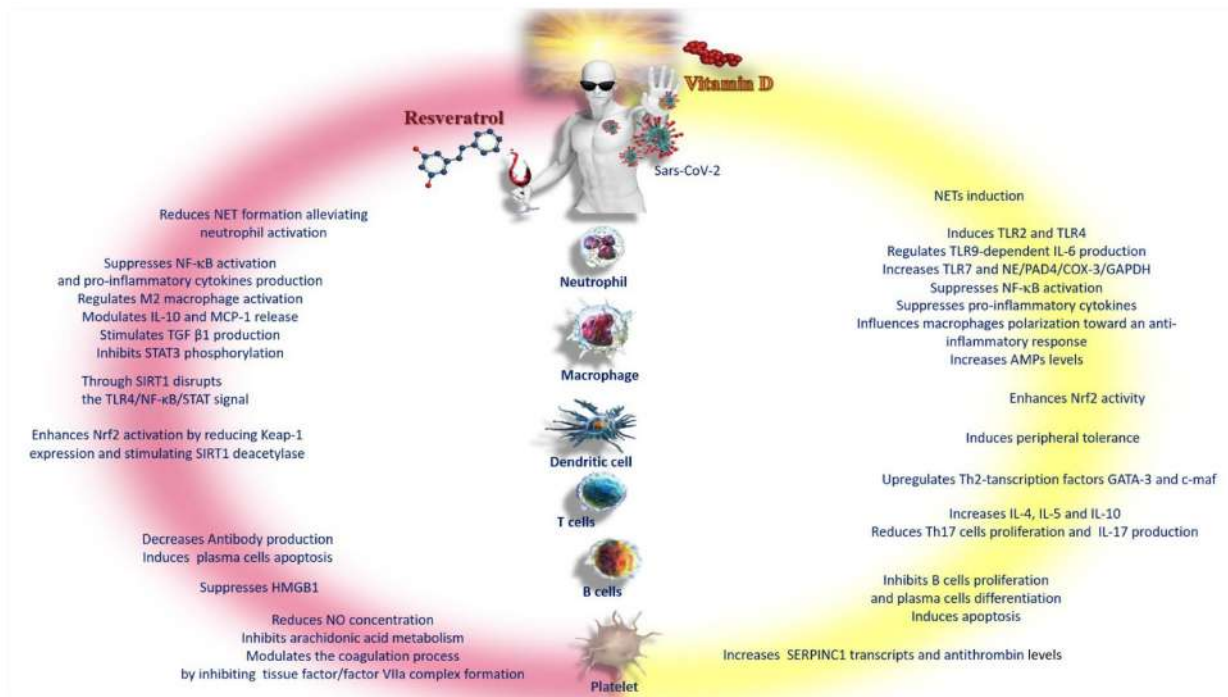 Vitamin D
Resveratrol
Sars-CoV-2
Reduces NET formation alleviating
neutrophil activation
Suppresses NF-κB activation
and pro-inflammatory cytokines production
Regulates M2 macrophage activation
Modulates IL-10 and MCP-1 release
Stimulates TGF β1 production
Inhibits STAT3 phosphorylation
Through SIRT1 disrupts
the TLR4/NF-κB/STAT signal
Enhances Nrf2 activation by reducing Keap-1
expression and stimulating SIRT1 deacetylase
Decreases Antibody production
Induces plasma cells apoptosis
Suppresses HMGB1
Reduces NO concentration
Inhibits arachidonic acid metabolism
Modulates the coagulation process
by inhibiting tissue factor/factor VIIa complex formation
Neutrophil
Macrophage
Dendritic cell
T cells
B cells
Platelet
NETs induction
Induces TLR2 and TLR4
Regulates TLR9-dependent IL-6 production
Increases TLR7 and NE/PAD4/COX-3/GAPDH
Suppresses NF-κB activation
Suppresses pro-inflammatory cytokines
Influences macrophages polarization toward an anti-
inflammatory response
Increases AMPs levels
Enhances Nrf2 activity
Induces peripheral tolerance
Upregulates Th2-tanscription factors GATA-3 and c-maf
Increases IL-4, IL-5 and IL-10
Reduces Th17 cells proliferation and IL-17 production
Inhibits B cells proliferation
and plasma cells differentiation
Induces apoptosis
Increases SERPINC1 transcripts and antithrombin levels